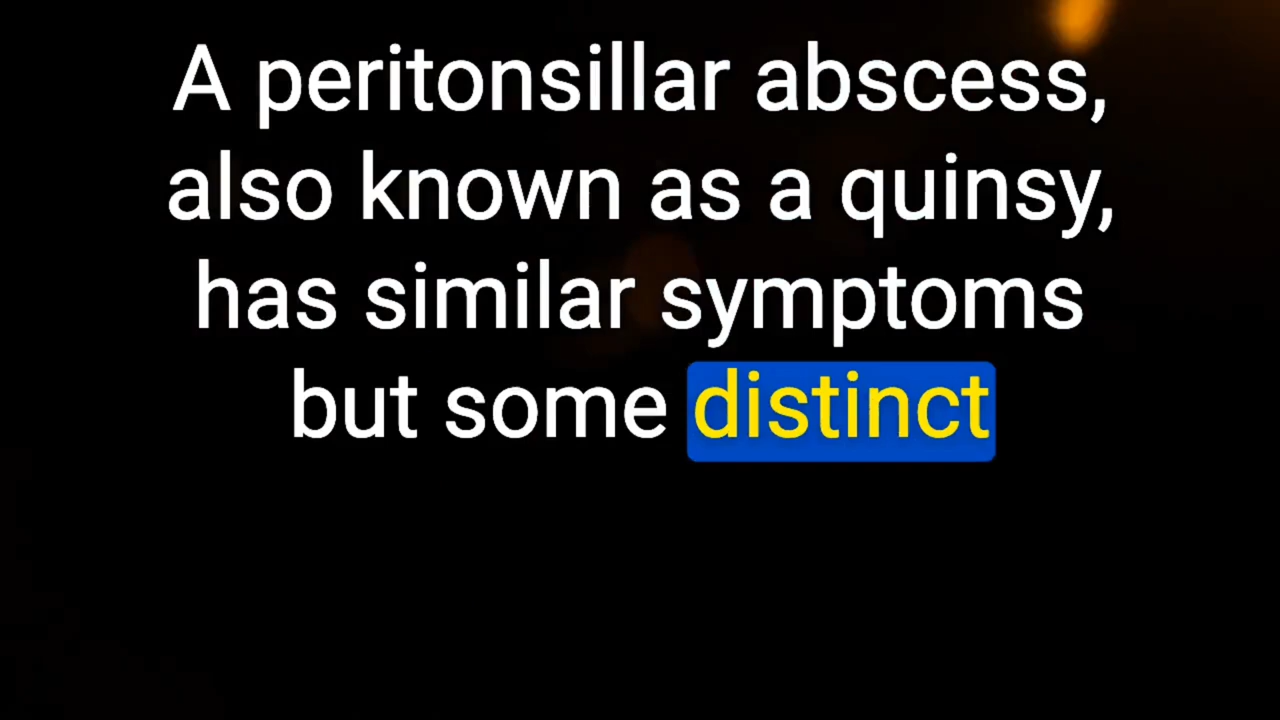 A peritonsillar abscess,
also known as a quinsy,
has similar symptoms
but some distinct